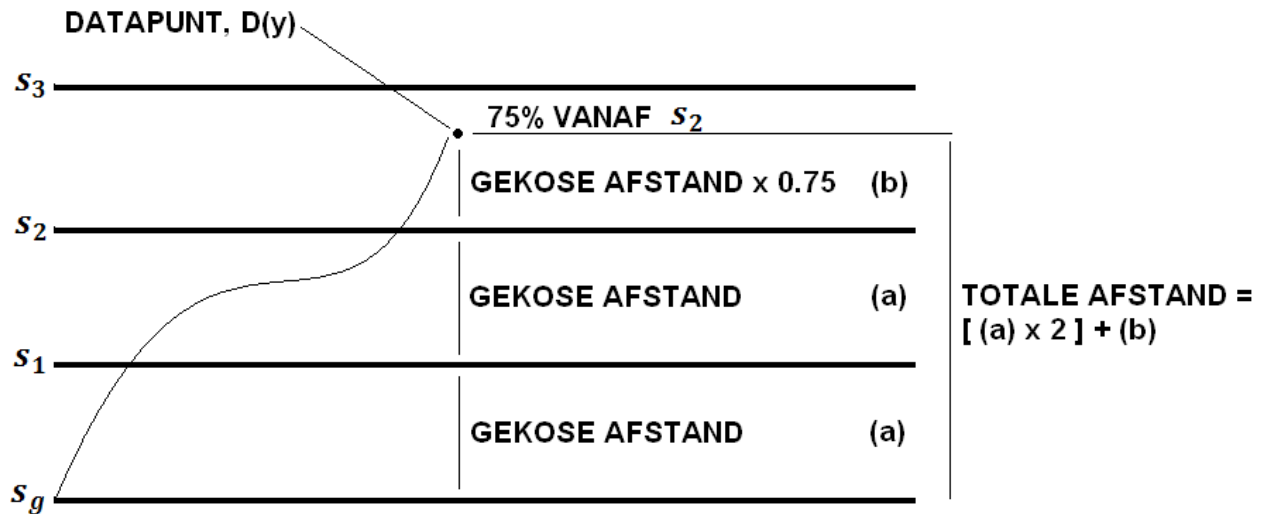 DATAPUNT, D(y)
s₃
75% VANAF s₂
GEKOSE AFSTAND x 0.75 (b)
s₂
GEKOSE AFSTAND (a)
TOTALE AFSTAND =
[ (a) x 2 ] + (b)
s₁
GEKOSE AFSTAND (a)
s_g